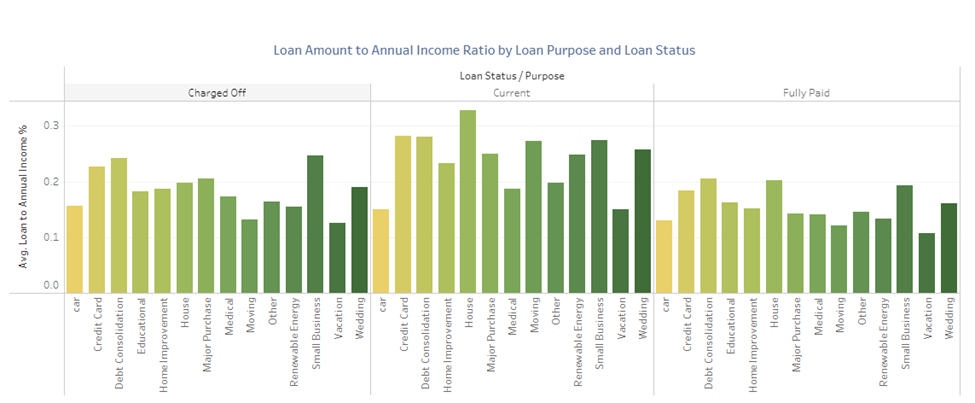 Loan Amount to Annual Income Ratio by Loan Purpose and Loan Status
Loan Status / Purpose
Charged Off
Current
Fully Paid
Avg. Loan to Annual Income %
0.3
0.2
0.1
0.0
car
Credit Card
Debt Consolidation
Educational
Home Improvement
House
Major Purchase
Medical
Moving
Other
Renewable Energy
Small Business
Vacation
Wedding
car
Credit Card
Debt Consolidation
Home Improvement
House
Major Purchase
Medical
Moving
Other
Renewable Energy
Small Business
Vacation
Wedding
car
Credit Card
Debt Consolidation
Educational
Home Improvement
House
Major Purchase
Medical
Moving
Other
Renewable Energy
Small Business
Vacation
Wedding